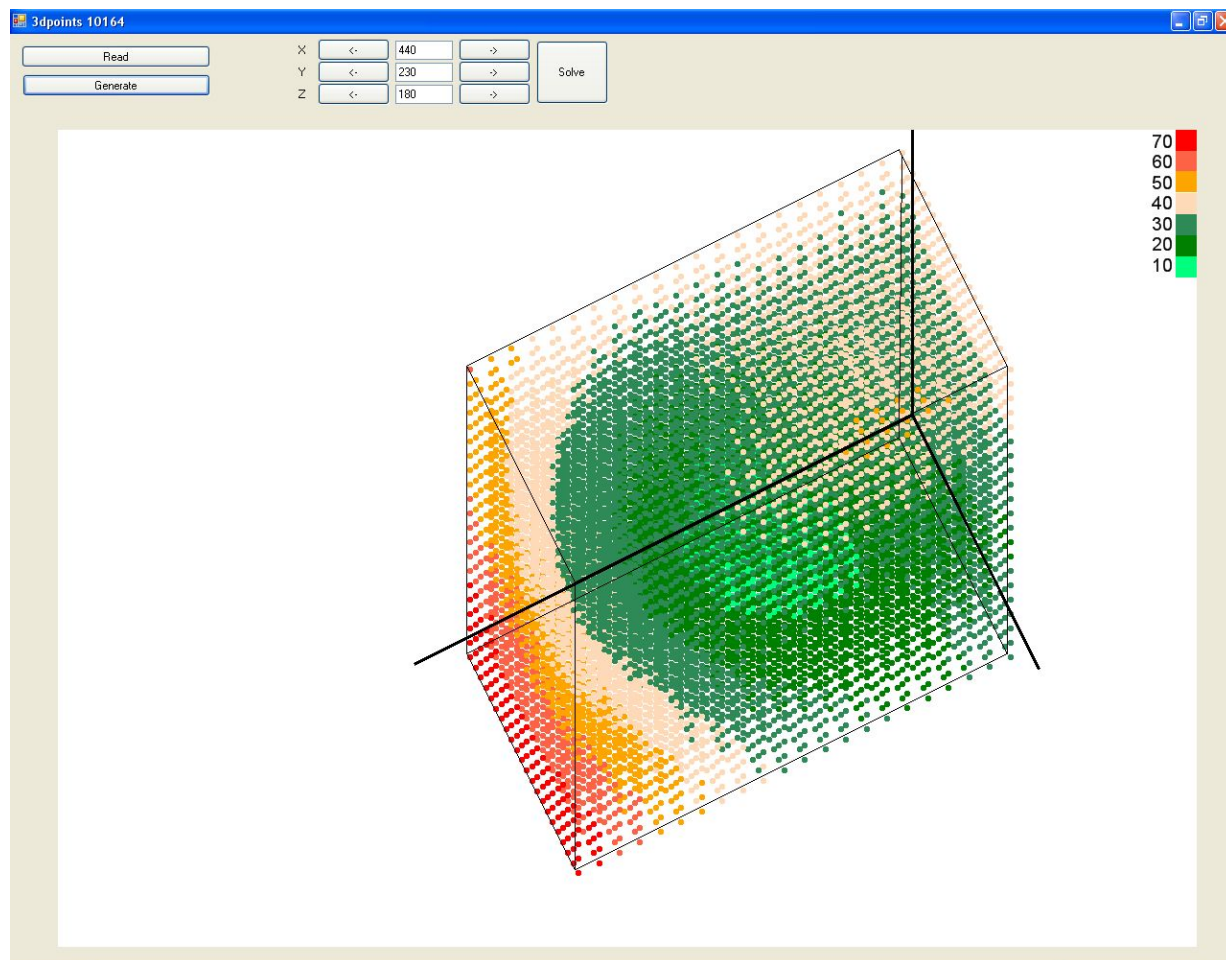 3dpoints 10164
Read
Generate
X <- 440 ->
Y <- 230 ->
Z <- 180 ->
Solve
70
60
50
40
30
20
10